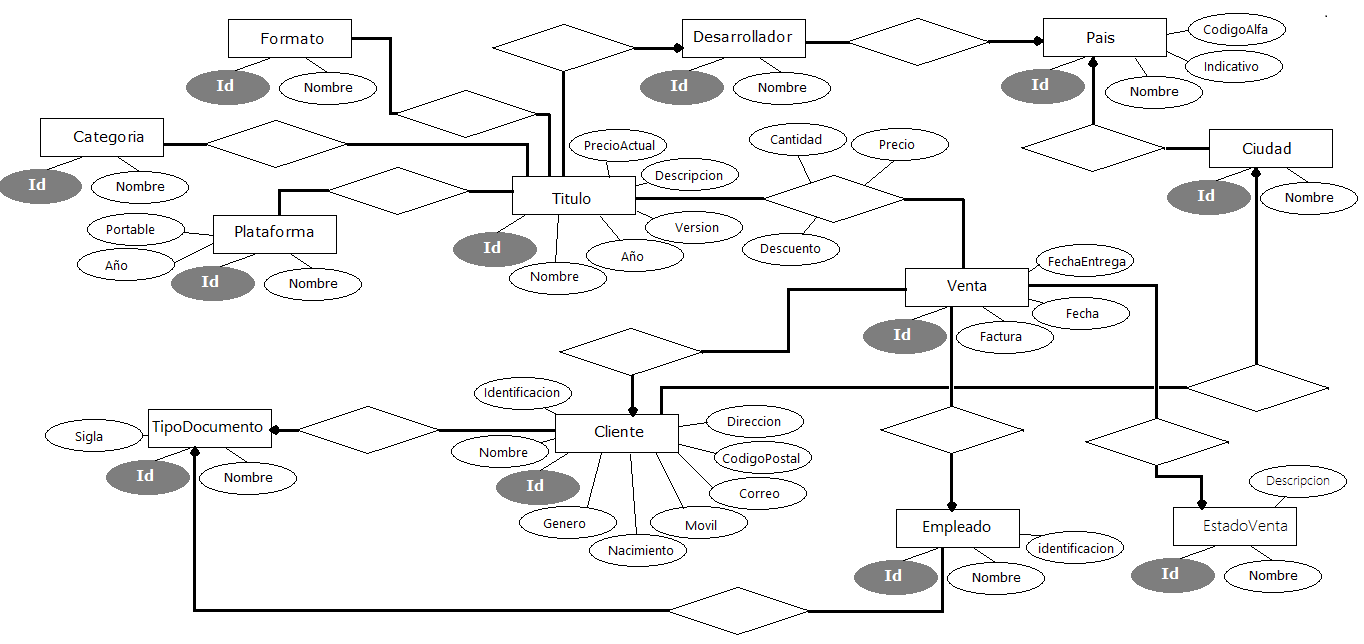 Formato
Id
Nombre
Desarrollador
Id
Nombre
Pais
CodigoAlfa
Indicativo
Id
Nombre
Categoria
Id
Nombre
PrecioActual
Descripcion
Cantidad
Precio
Ciudad
Id
Nombre
Titulo
Version
Id
Nombre
Año
Descuento
Plataforma
Portable
Año
Id
Nombre
Venta
FechaEntrega
Fecha
Id
Factura
Identificacion
Cliente
Direccion
Nombre
CodigoPostal
Id
Correo
Genero
Movil
Nacimiento
TipoDocumento
Sigla
Id
Nombre
Empleado
identificacion
Id
Nombre
Descripcion
EstadoVenta
Id
Nombre